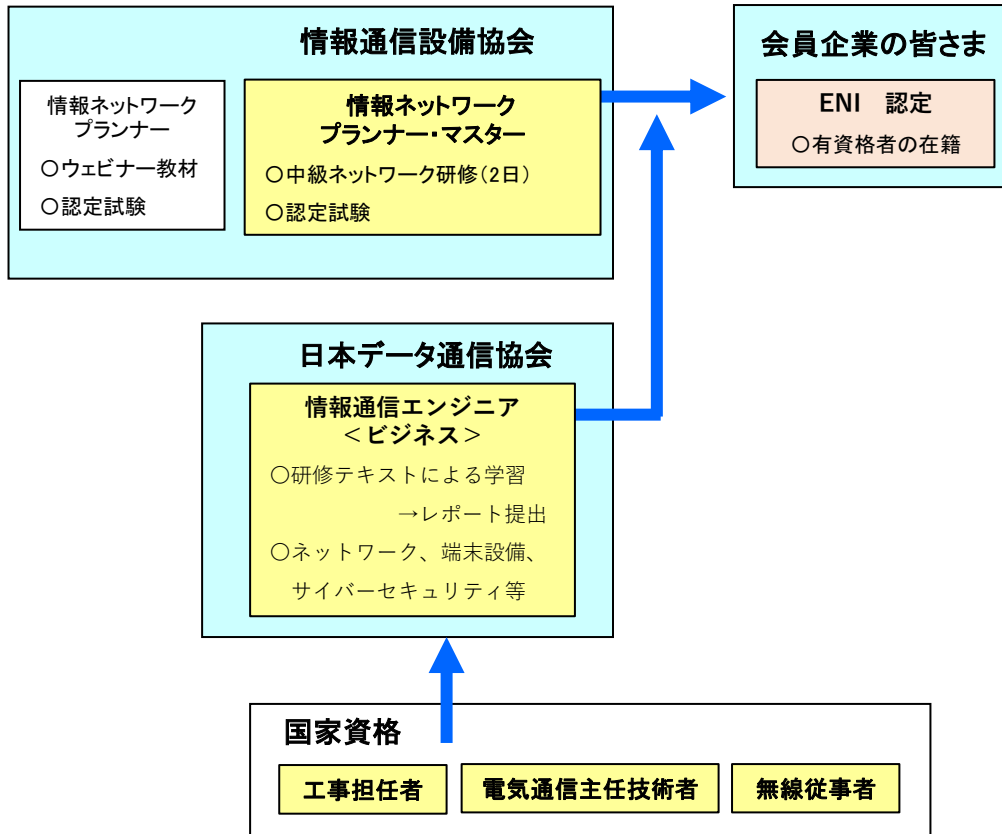 情報通信設備協会
情報ネットワーク
プランナー
○ウェビナー教材
○認定試験
情報ネットワーク
プランナー・マスター
○中級ネットワーク研修(2日)
○認定試験
会員企業の皆さま
ENI　認定
○有資格者の在籍
日本データ通信協会
情報通信エンジニア
＜ビジネス＞
○研修テキストによる学習
→レポート提出
○ネットワーク、端末設備、
サイバーセキュリティ等
国家資格
工事担任者
電気通信主任技術者
無線従事者